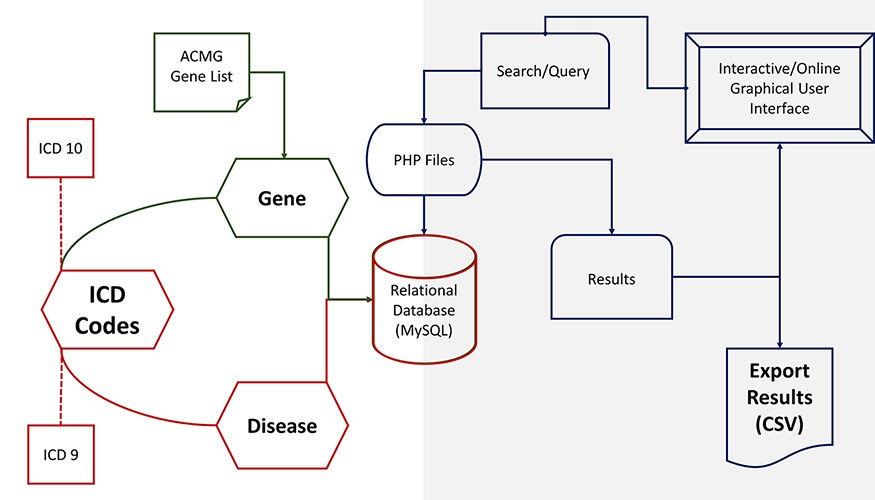 ACMG
Gene List
Search/Query
Interactive/Online
Graphical User
Interface
ICD 10
PHP Files
Gene
ICD
Codes
Relational
Database
(MySQL)
Results
Export
Results
(CSV)
Disease
ICD 9